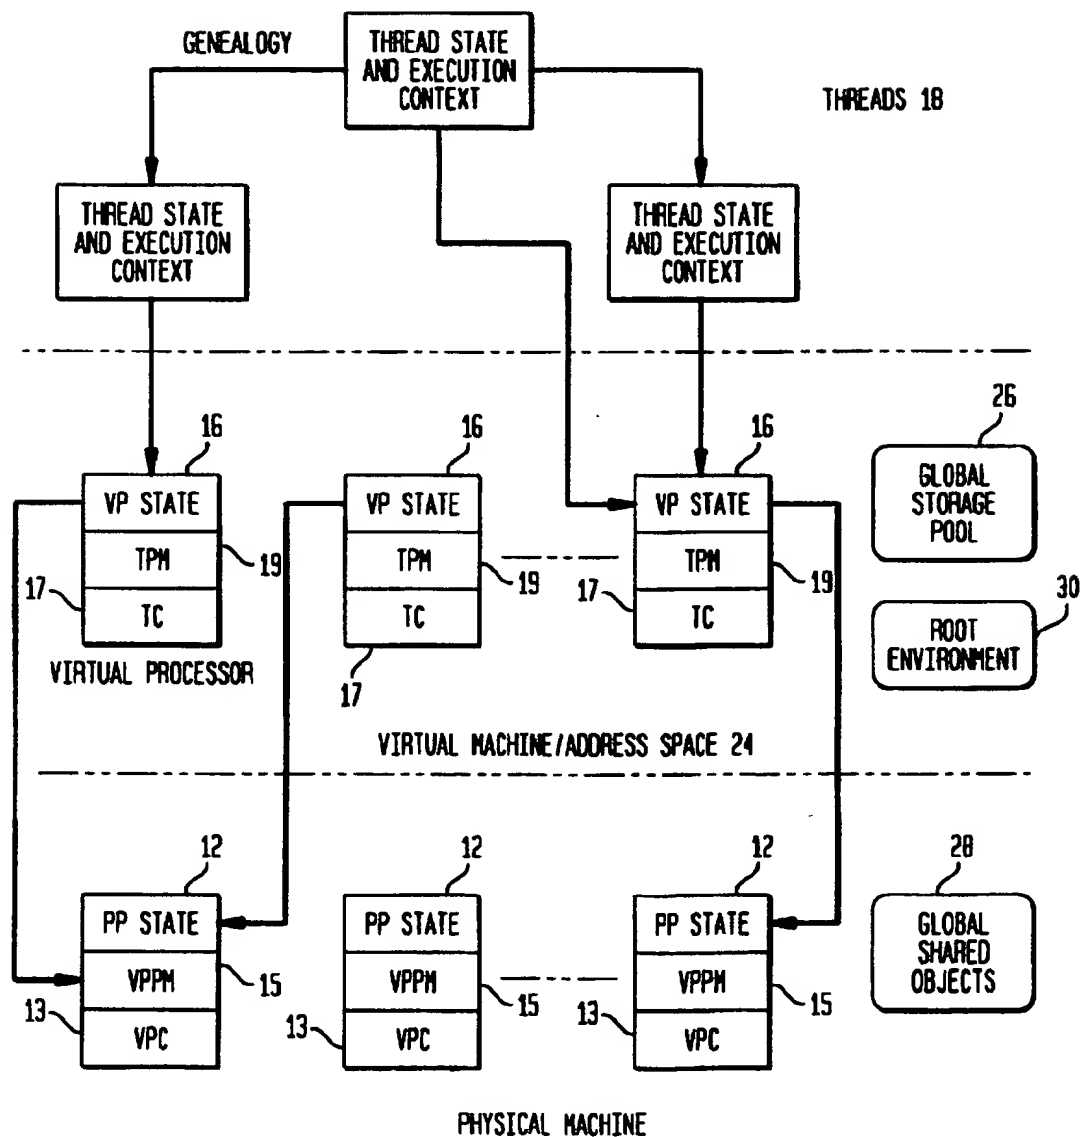 GENEALOGY
THREAD STATE
AND EXECUTION
CONTEXT
THREADS 18
THREAD STATE
AND EXECUTION
CONTEXT
THREAD STATE
AND EXECUTION
CONTEXT
26
16
16
16
GLOBAL
STORAGE
POOL
VP STATE
VP STATE
VP STATE
TPM
19
TPM
19
TPM
19
17
TC
TC
17
TC
30
ROOT
ENVIRONMENT
VIRTUAL PROCESSOR
17
VIRTUAL MACHINE/ADDRESS SPACE 24
12
12
12
28
PP STATE
PP STATE
PP STATE
GLOBAL
SHARED
OBJECTS
VPPM
15
VPPM
15
VPPM
15
13
VPC
13
VPC
13
VPC
PHYSICAL MACHINE